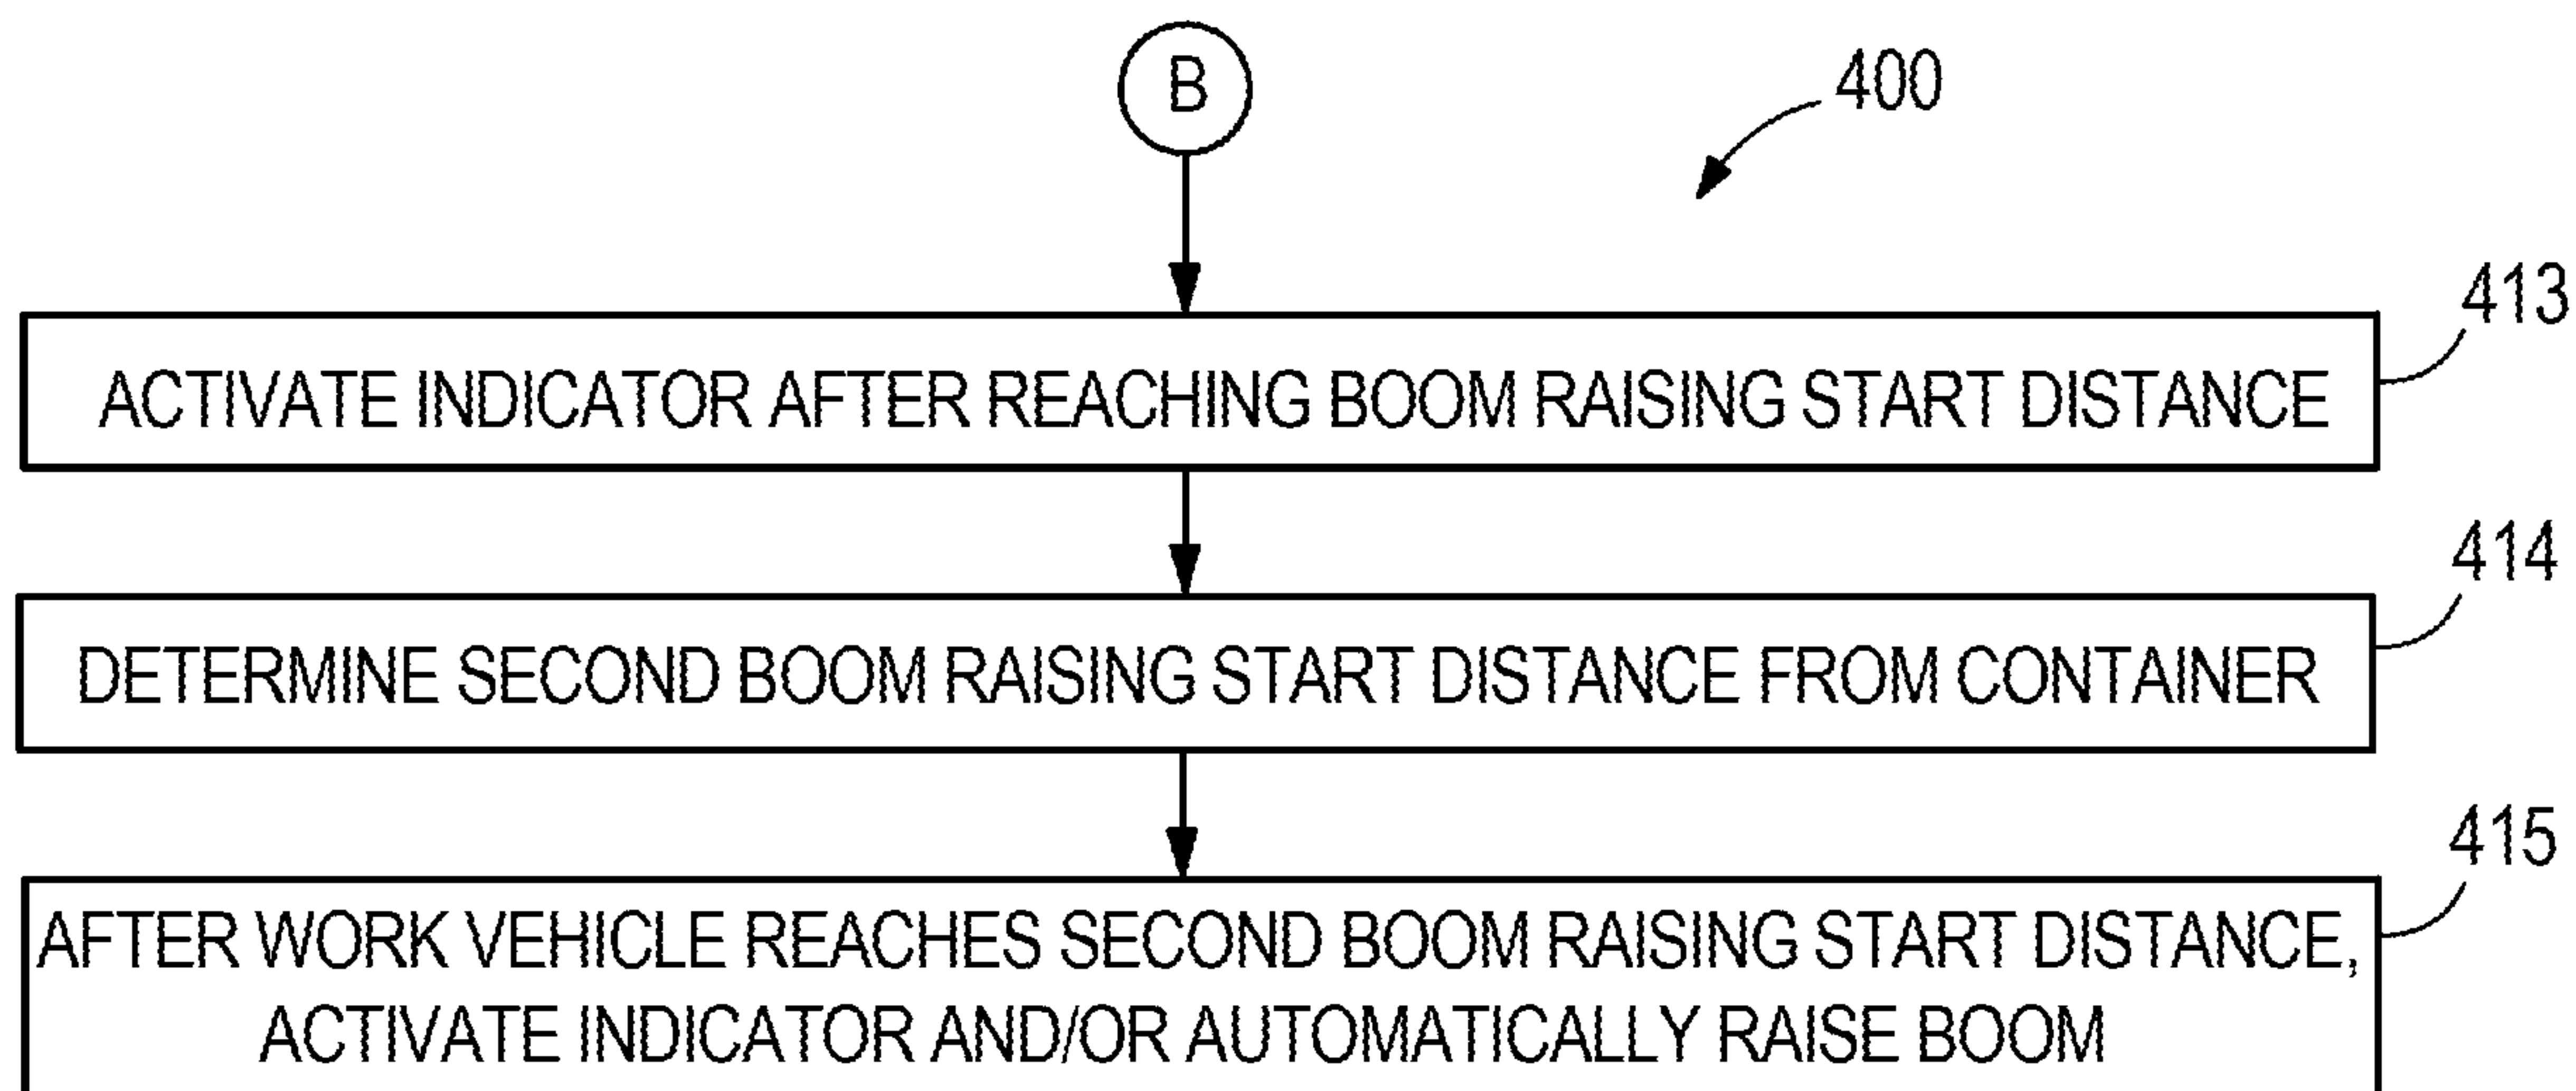 B
400
413
ACTIVATE INDICATOR AFTER REACHING BOOM RAISING START DISTANCE
414
DETERMINE SECOND BOOM RAISING START DISTANCE FROM CONTAINER
415
AFTER WORK VEHICLE REACHES SECOND BOOM RAISING START DISTANCE,
ACTIVATE INDICATOR AND/OR AUTOMATICALLY RAISE BOOM